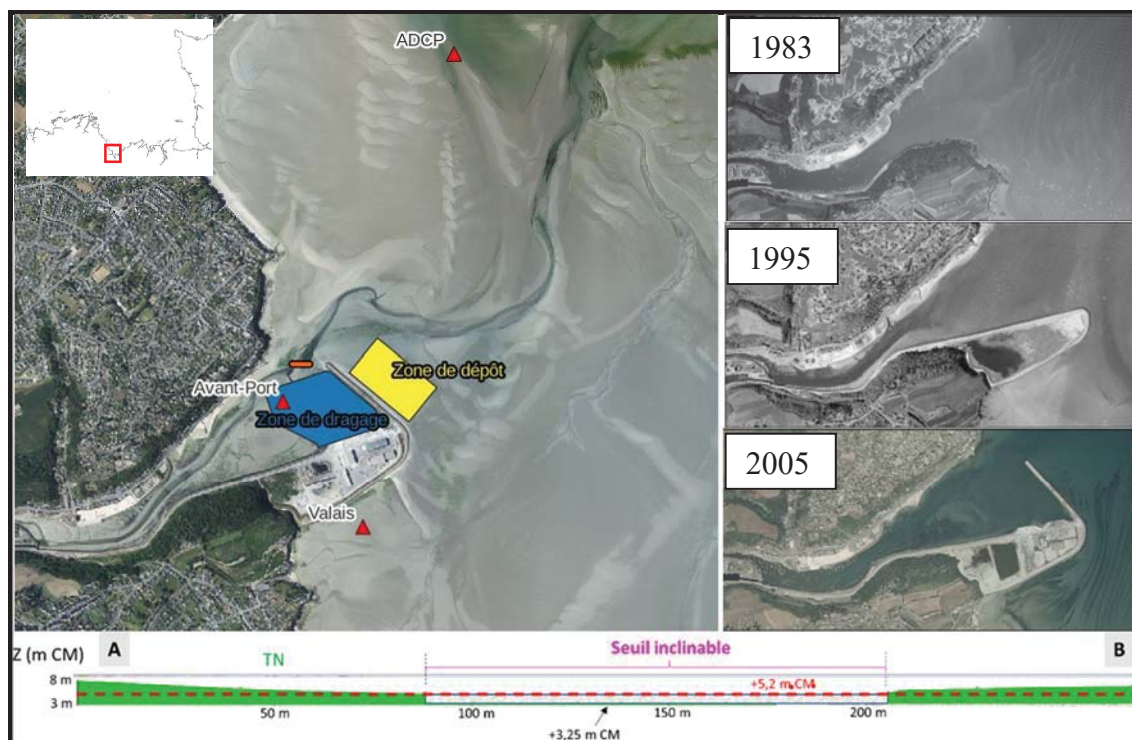 ADCP
Avant-Port
Zone de dépôt
Zone de dragage
Valais
1983
1995
2005
Z (m CM)
A
TN
Seuil inclinable
B
8 m
+5,2 m CM
3 m
50 m
100 m
150 m
200 m
+3,25 m CM